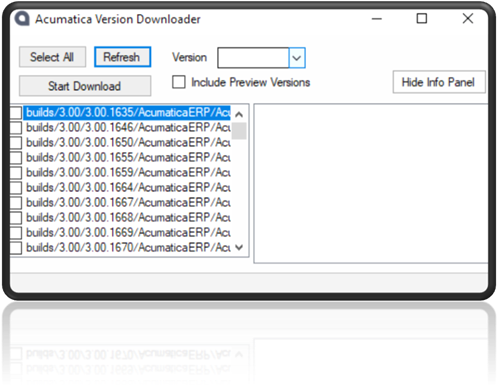 Acumatica Version Downloader
Select All Refresh Version
Start Download Include Preview Versions Hide Info Panel
builds/3.00/3.00.1635/AcumaticaERP/Acu
builds/3.00/3.00.1646/AcumaticaERP/Acu
builds/3.00/3.00.1650/AcumaticaERP/Acu
builds/3.00/3.00.1655/AcumaticaERP/Acu
builds/3.00/3.00.1659/AcumaticaERP/Acu
builds/3.00/3.00.1664/AcumaticaERP/Acu
builds/3.00/3.00.1667/AcumaticaERP/Acu
builds/3.00/3.00.1668/AcumaticaERP/Acu
builds/3.00/3.00.1669/AcumaticaERP/Acu
builds/3.00/3.00.1670/AcumaticaERP/Acu